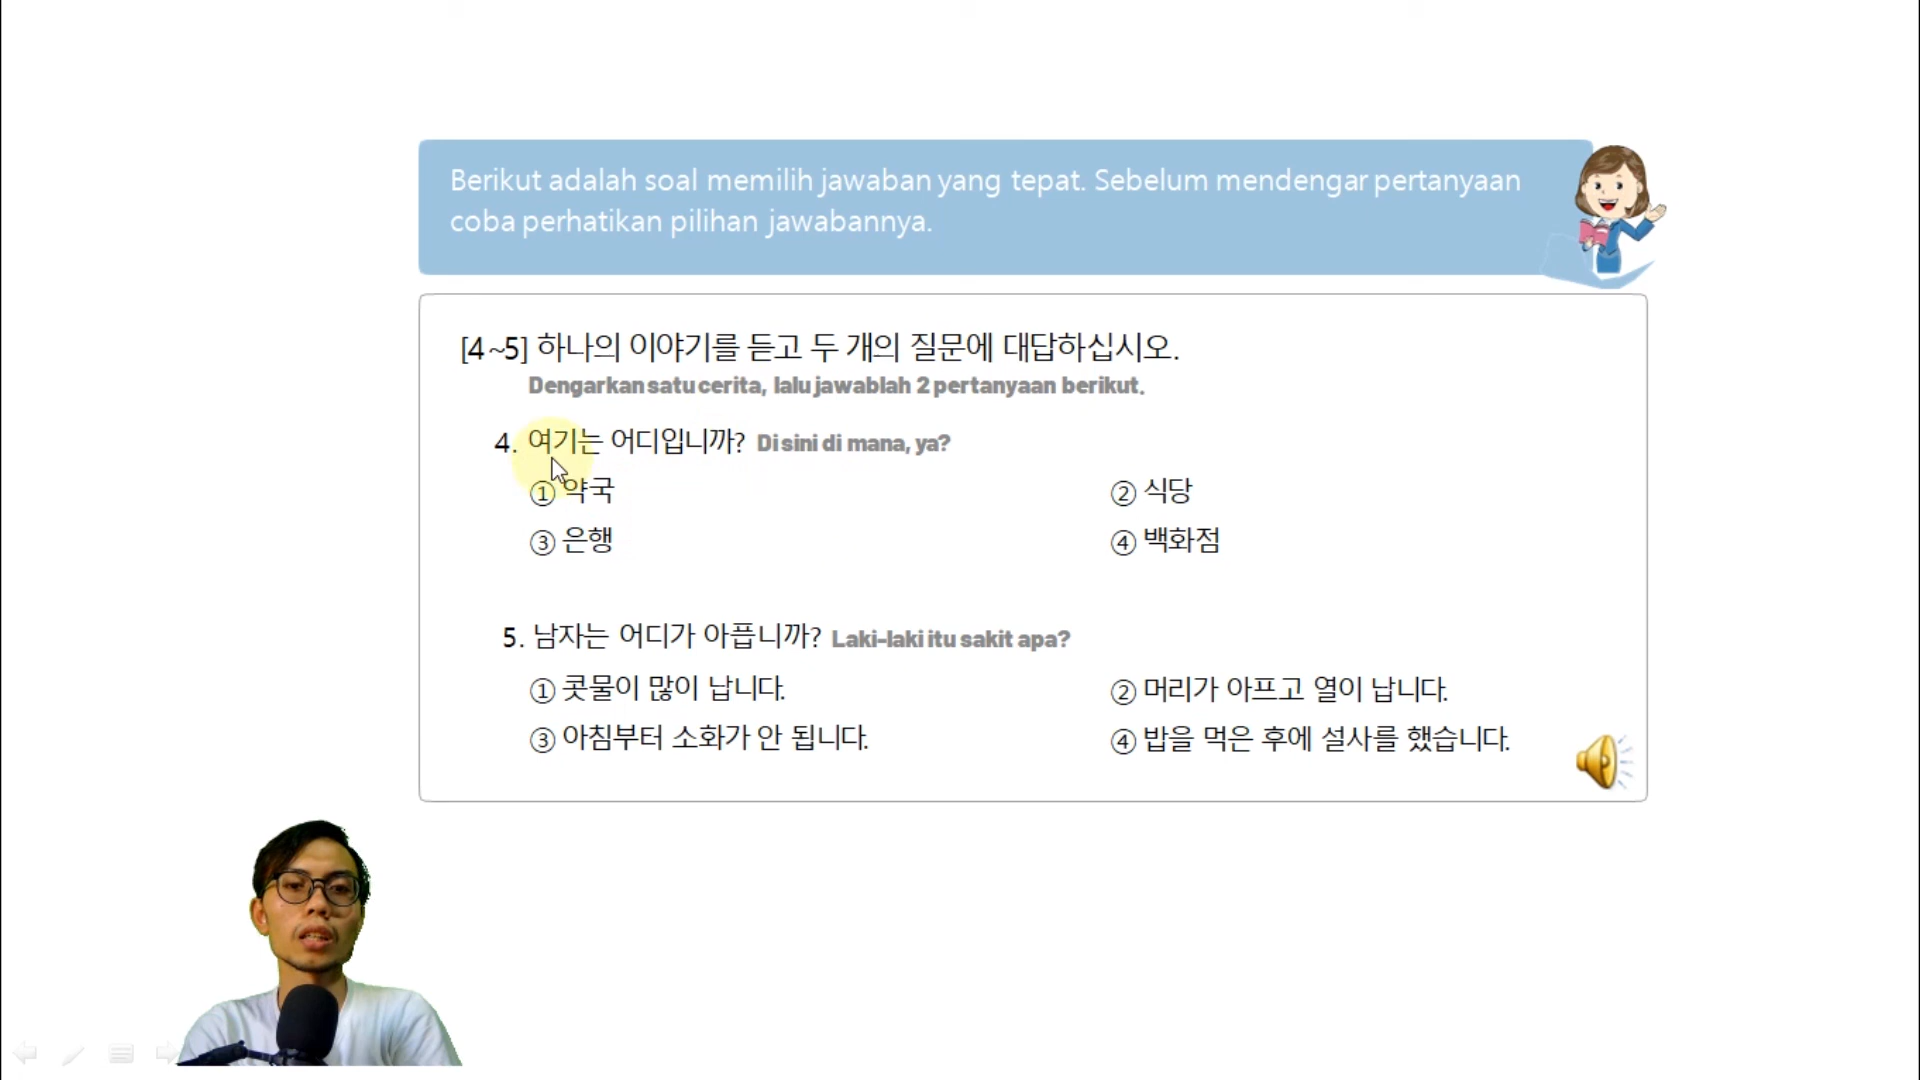 Berikut adalah soal memilih jawaban yang tepat. Sebelum mendengar pertanyaan
coba perhatikan pilihan jawabannya.
[4~5] 하나의 이야기를 듣고 두 개의 질문에 대답하십시오.
Dengarkan satu cerita, lalu jawablah 2 pertanyaan berikut.
4. 여기는 어디입니까? Di sini di mana, ya?
① 약국 ② 식당
③ 은행 ④ 백화점
5. 남자는 어디가 아픕니까? Laki-laki itu sakit apa?
① 콧물이 많이 납니다. ② 머리가 아프고 열이 납니다.
③ 아침부터 소화가 안 됩니다. ④ 밥을 먹은 후에 설사를 했습니다.